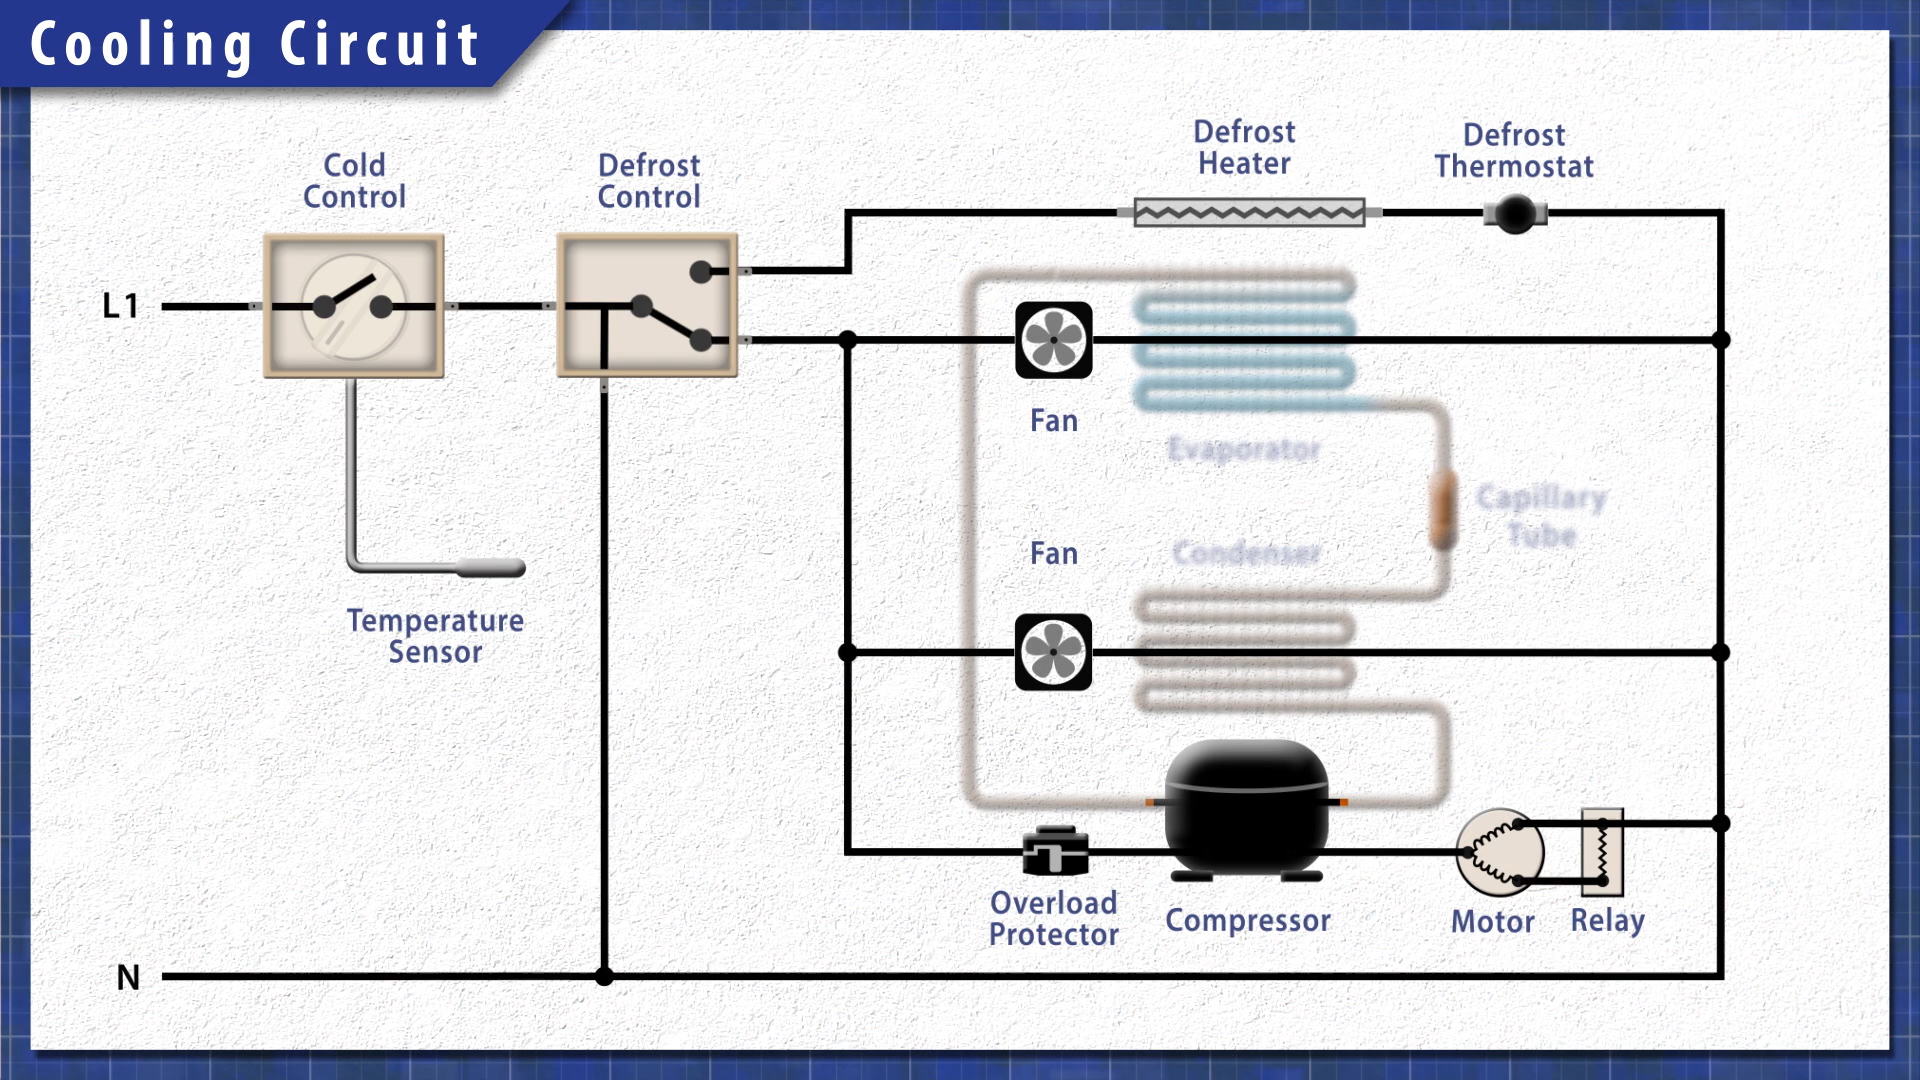 Cooling Circuit
Cold
Control
Defrost
Control
Defrost
Heater
Defrost
Thermostat
L1
Fan
Evaporator
Capillary
Tube
Fan
Condenser
Temperature
Sensor
Overload
Protector
Compressor
Motor
Relay
N